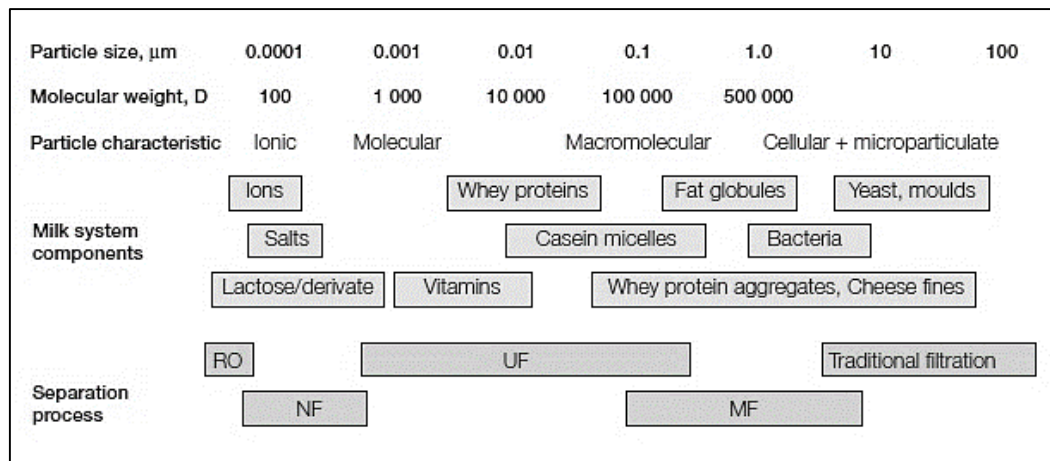 Particle size, µm 0.0001 0.001 0.01 0.1 1.0 10 100
Molecular weight, D 100 1 000 10 000 100 000 500 000
Particle characteristic Ionic Molecular Macromolecular Cellular + microparticulate
Ions Whey proteins Fat globules Yeast, moulds
Milk system
components
Salts Casein micelles Bacteria
Lactose/derivate Vitamins Whey protein aggregates, Cheese fines
RO UF Traditional filtration
Separation
process
NF MF